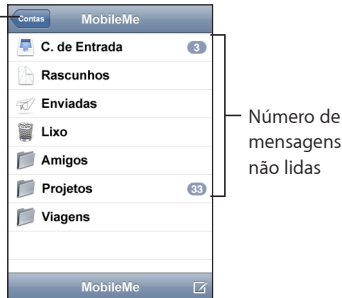 Contas
MobileMe
C. de Entrada 3
Rascunhos
Enviadas
Lixo
Amigos
Projetos 33
Viagens
MobileMe
Número de
mensagens
não lidas